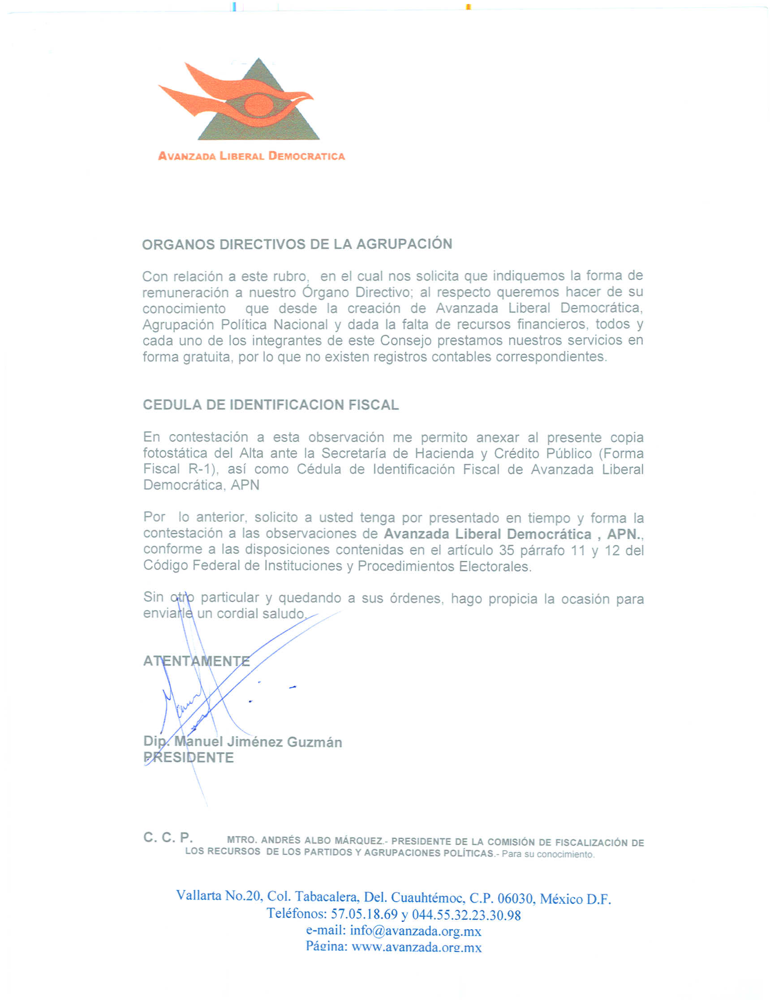 AVANZADA LIBERAL DEMOCRATICA
ORGANOS DIRECTIVOS DE LA AGRUPACIÓN
Con relación a este rubro, en el cual nos solicita que indiquemos la forma de
remuneración a nuestro Órgano Directivo; al respecto queremos hacer de su
conocimiento que desde la creación de Avanzada Liberal Democrática,
Agrupación Política Nacional y dada la falta de recursos financieros, todos y
cada uno de los integrantes de este Consejo prestamos nuestros servicios en
forma gratuita, por lo que no existen registros contables correspondientes.
CEDULA DE IDENTIFICACION FISCAL
En contestación a esta observación me permito anexar al presente copia
fotostática del Alta ante la Secretaría de Hacienda y Crédito Público (Forma
Fiscal R-1), así como Cédula de Identificación Fiscal de Avanzada Liberal
Democrática, APN
Por lo anterior, solicito a usted tenga por presentado en tiempo y forma la
contestación a las observaciones de Avanzada Liberal Democrática , APN.,
conforme a las disposiciones contenidas en el artículo 35 párrafo 11 y 12 del
Código Federal de Instituciones y Procedimientos Electorales.
Sin otro particular y quedando a sus órdenes, hago propicia la ocasión para
enviarle un cordial saludo.
ATENTAMENTE
Dip. Manuel Jiménez Guzmán
PRESIDENTE
C. C. P. MTRO. ANDRÉS ALBO MÁRQUEZ.- PRESIDENTE DE LA COMISIÓN DE FISCALIZACIÓN DE
LOS RECURSOS DE LOS PARTIDOS Y AGRUPACIONES POLÍTICAS.- Para su conocimiento.
Vallarta No.20, Col. Tabacalera, Del. Cuauhtémoc, C.P. 06030, México D.F.
Teléfonos: 57.05.18.69 y 044.55.32.23.30.98
e-mail: info@avanzada.org.mx
Página: www.avanzada.org.mx